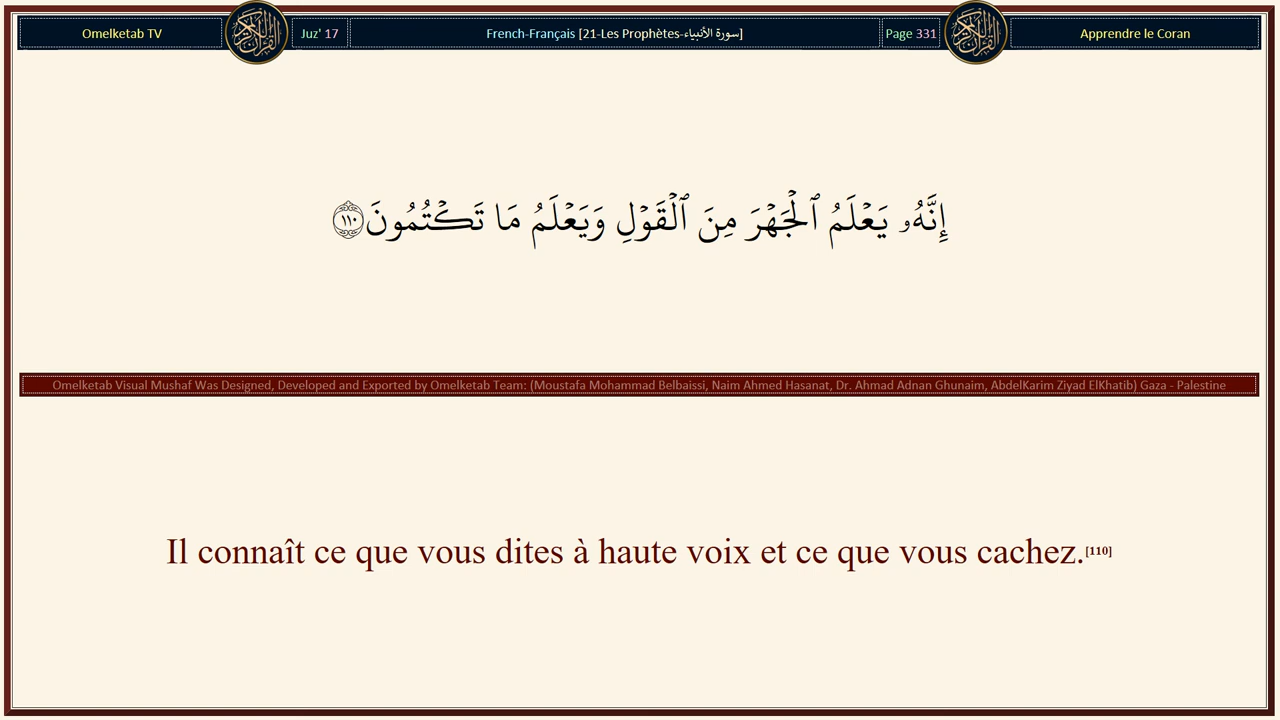 Omelketab TV
Juz' 17
French-Français [21-Les Prophètes-سورة الأنبياء]
Page 331
Apprendre le Coran
إِنَّهُۥ يَعۡلَمُ ٱلۡجَهۡرَ مِنَ ٱلۡقَوۡلِ وَيَعۡلَمُ مَا تَكۡتُمُونَ ١١٠
Omelketab Visual Mushaf Was Designed, Developed and Exported by Omelketab Team: (Moustafa Mohammad Belbaissi, Naim Ahmed Hasanat, Dr. Ahmad Adnan Ghunaim, AbdelKarim Ziyad ElKhatib) Gaza - Palestine
Il connaît ce que vous dites à haute voix et ce que vous cachez.[110]